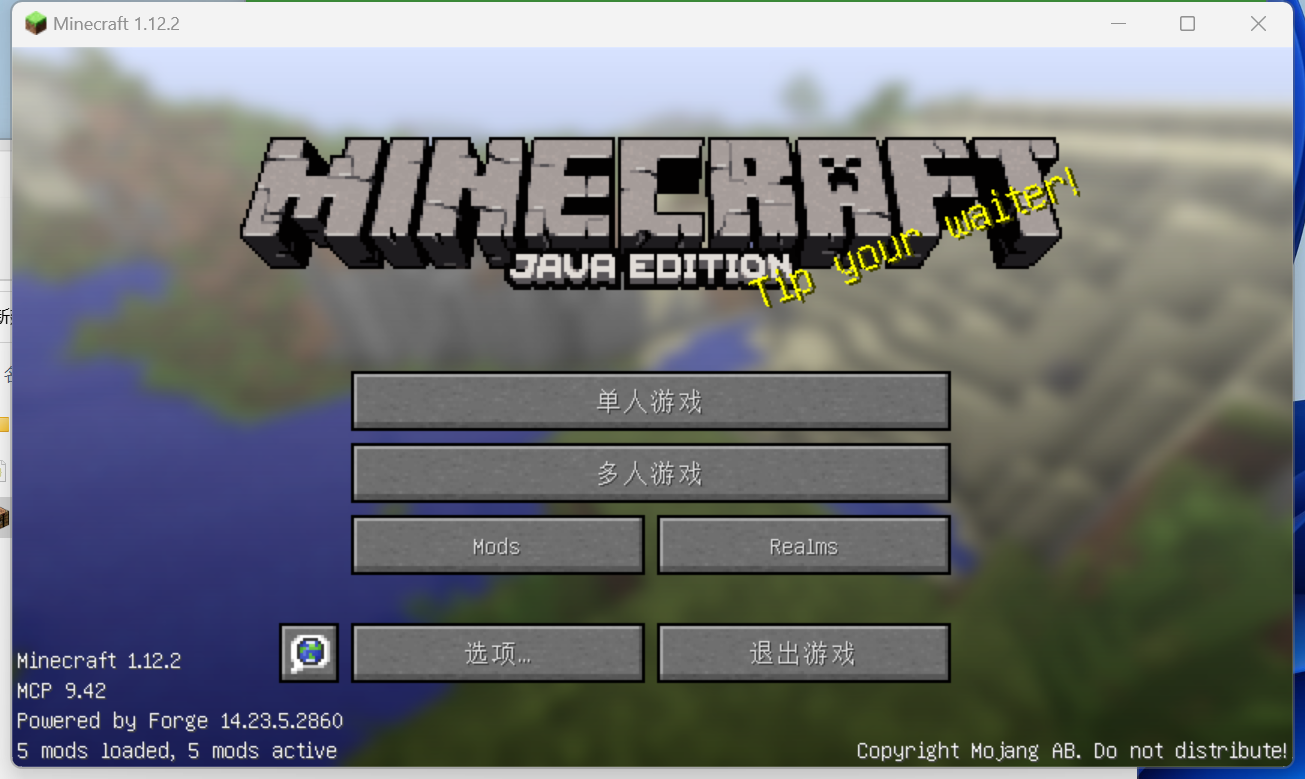 Minecraft 1.12.2
MINECRAFT
JAVA EDITION
Tip your waiter!
单人游戏
多人游戏
Mods
Realms
选项...
退出游戏
Minecraft 1.12.2
MCP 9.42
Powered by Forge 14.23.5.2860
5 mods loaded, 5 mods active
Copyright Mojang AB. Do not distribute!